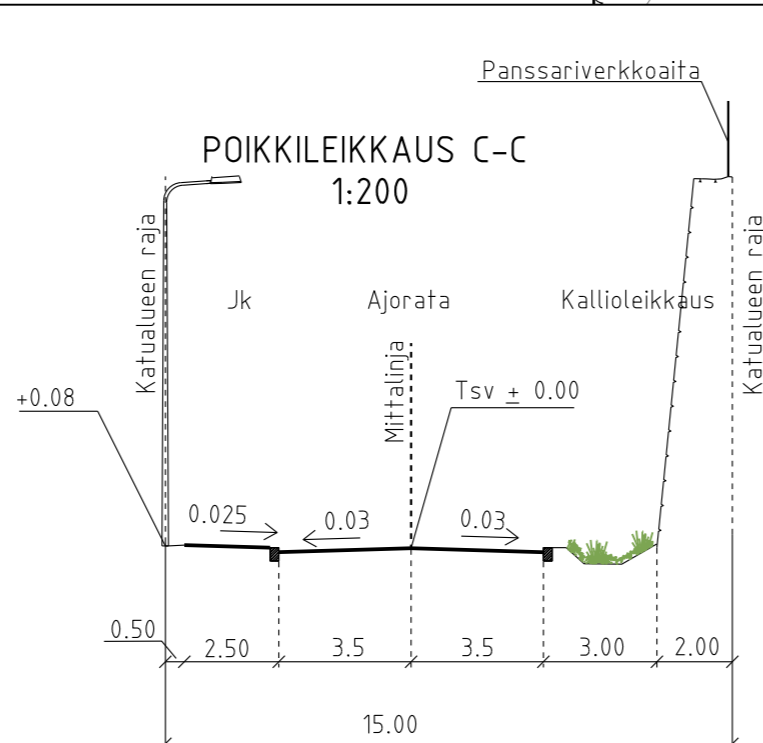 Panssariverkkoaita
POIKKILEIKKAUS C-C
1:200
Katualueen raja
Jk
Ajorata
Kallioleikkaus
Katualueen raja
Mittalinja
+0.08
Tsv ± 0.00
0.025
0.03
0.03
0.50
2.50
3.5
3.5
3.00
2.00
15.00